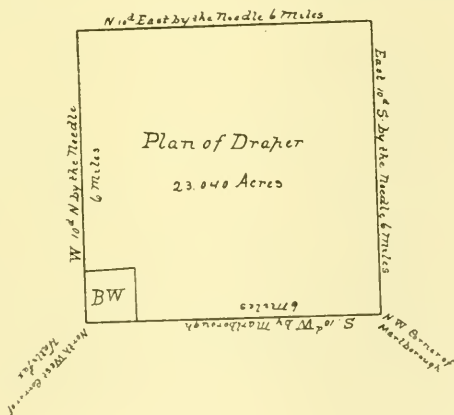 N 10d East by the Needle 6 Miles
W 10d N by the Needle
6 Miles
East 10d S. by the Needle 6 Miles
Plan of Draper
23.040 Acres
BW
6 Miles
S. 10d W by Marlborough
North West Corner of
Hallifax
N W Corner of
Marlborough